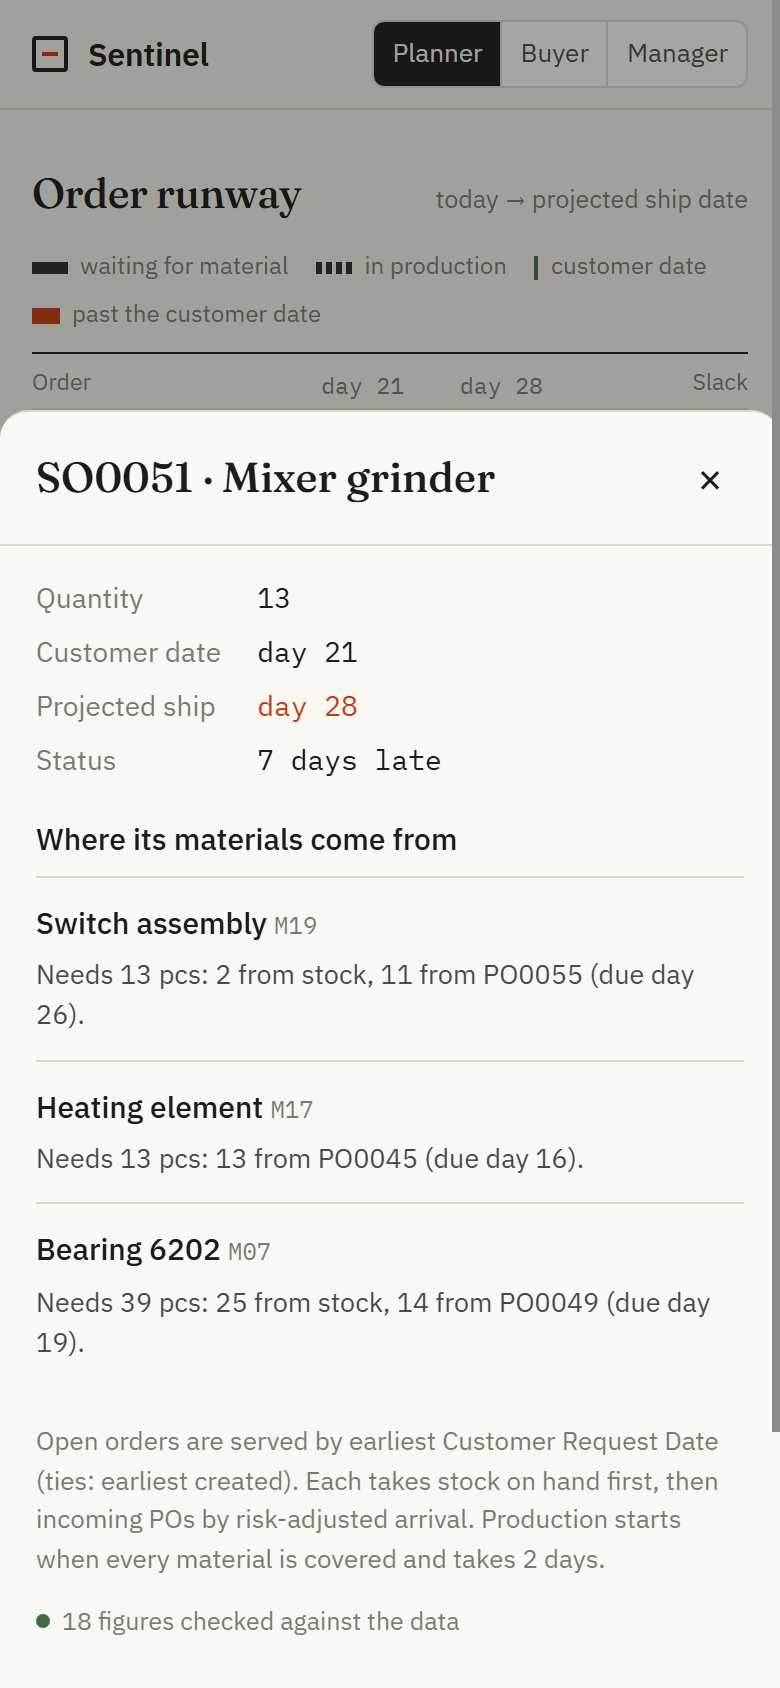 Sentinel
Planner Buyer Manager
Order runway
today → projected ship date
waiting for material in production customer date
past the customer date
Order day 21 day 28 Slack
SO0051 · Mixer grinder ×
Quantity 13
Customer date day 21
Projected ship day 28
Status 7 days late
Where its materials come from
Switch assembly M19
Needs 13 pcs: 2 from stock, 11 from PO0055 (due day
26).
Heating element M17
Needs 13 pcs: 13 from PO0045 (due day 16).
Bearing 6202 M07
Needs 39 pcs: 25 from stock, 14 from PO0049 (due day
19).
Open orders are served by earliest Customer Request Date
(ties: earliest created). Each takes stock on hand first, then
incoming POs by risk-adjusted arrival. Production starts
when every material is covered and takes 2 days.
18 figures checked against the data